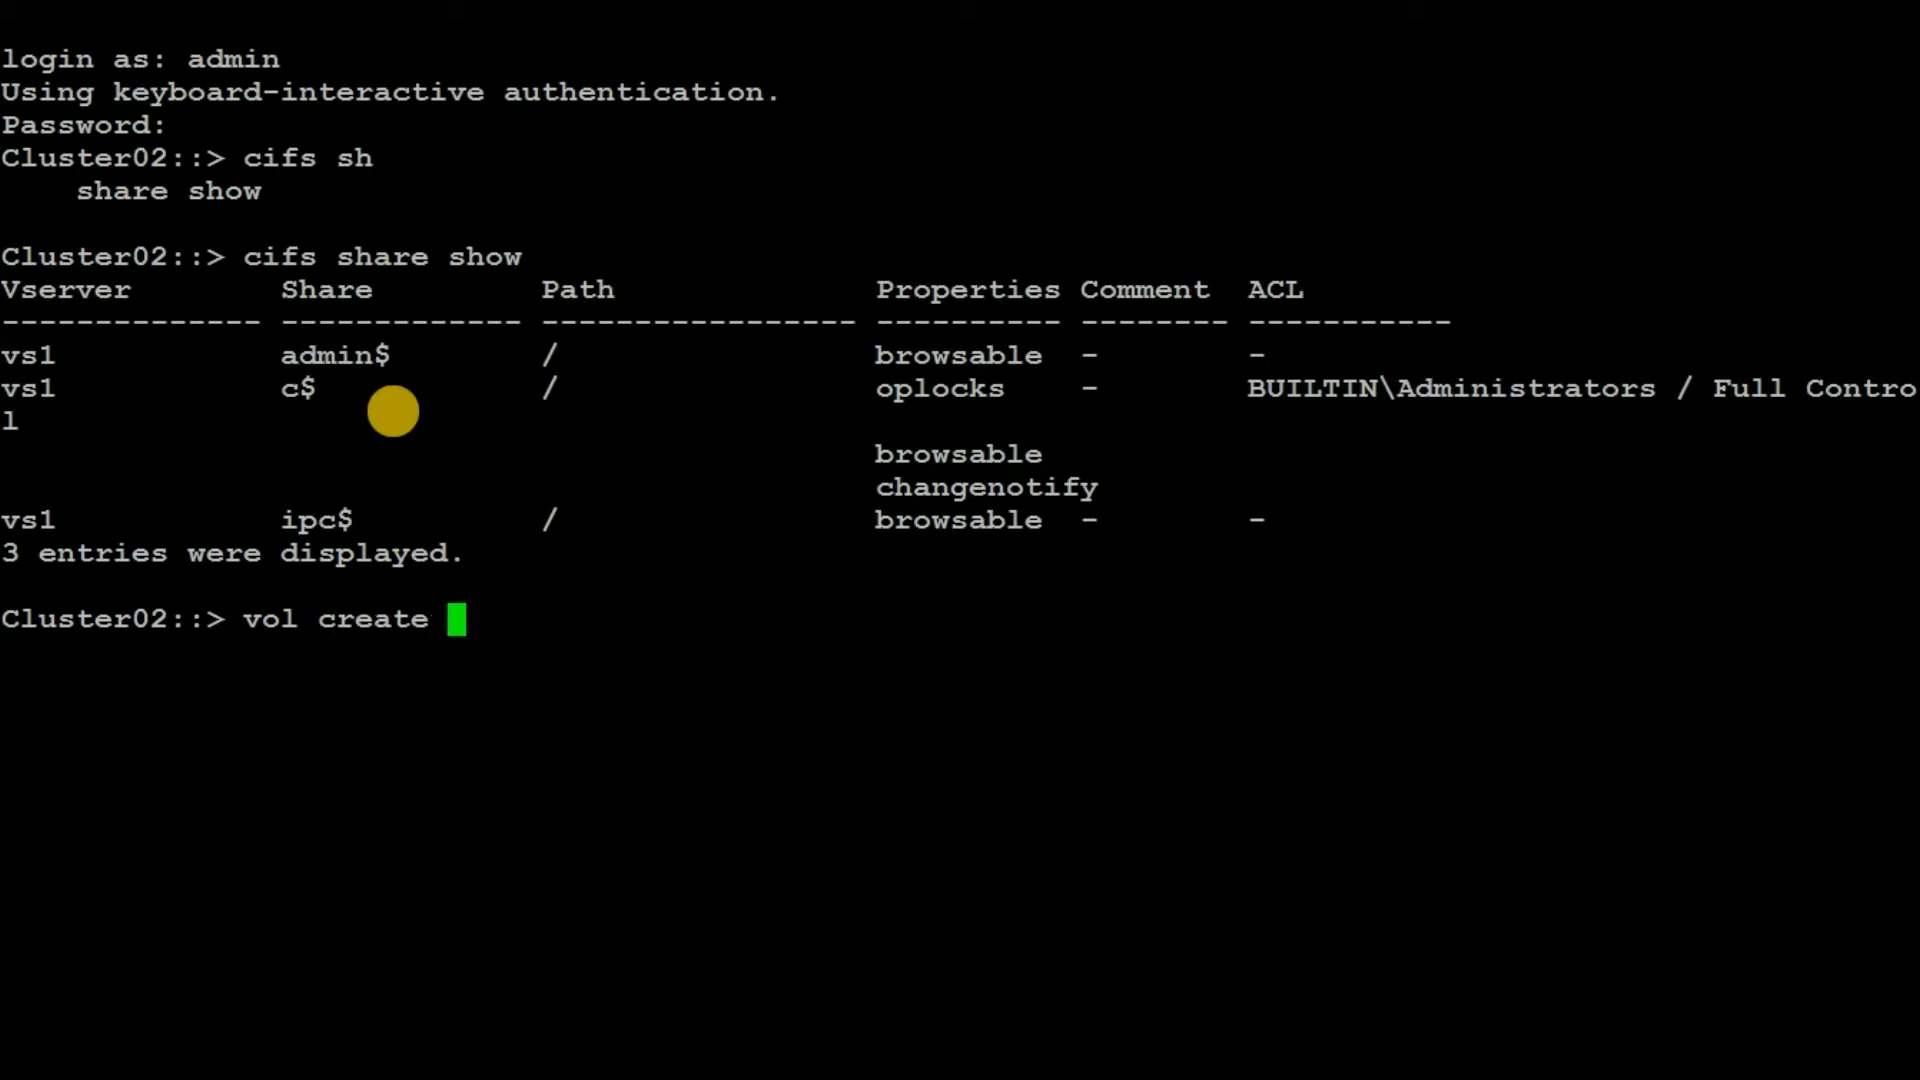 login as: admin
Using keyboard-interactive authentication.
Password:
Cluster02::> cifs sh
    share show
Cluster02::> cifs share show
Vserver        Share         Path              Properties Comment  ACL
-------------- ------------- ----------------- ---------- -------- -----------
vs1            admin$        /                 browsable  -        -
vs1            c$            /                 oplocks    -        BUILTIN\Administrators / Full Contro
l
                                               browsable
                                               changenotify
vs1            ipc$          /                 browsable  -        -
3 entries were displayed.
Cluster02::> vol create